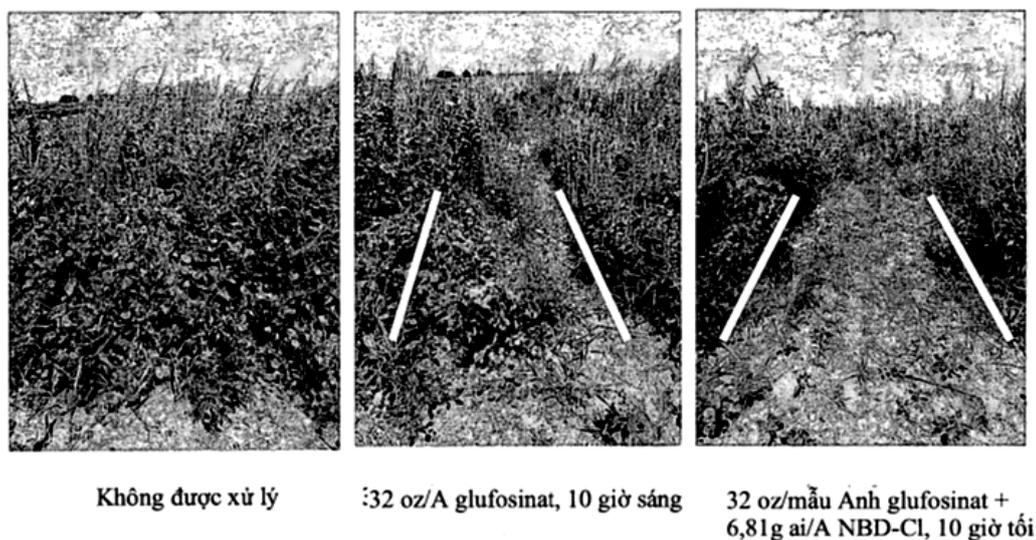 Không được xử lý
32 oz/A glufosinat, 10 giờ sáng
32 oz/mẫu Anh glufosinat +
6,81g ai/A NBD-Cl, 10 giờ tối